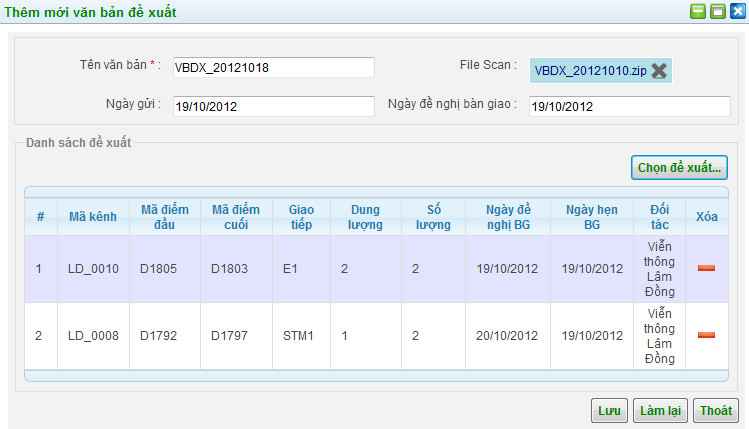 Thêm mới văn bản đề xuất
Tên văn bản * : VBDX_20121018 File Scan : VBDX_20121010.zip
Ngày gửi : 19/10/2012 Ngày đề nghị bàn giao : 19/10/2012
Danh sách đề xuất
Chọn đề xuất...
# Mã kênh Mã điểm đầu Mã điểm cuối Giao tiếp Dung lượng Số lượng Ngày đề nghị BG Ngày hẹn BG Đối tác Xóa
1 LD_0010 D1805 D1803 E1 2 2 19/10/2012 19/10/2012 Viễn thông Lâm Đồng
2 LD_0008 D1792 D1797 STM1 1 2 20/10/2012 19/10/2012 Viễn thông Lâm Đồng
Lưu Làm lại Thoát